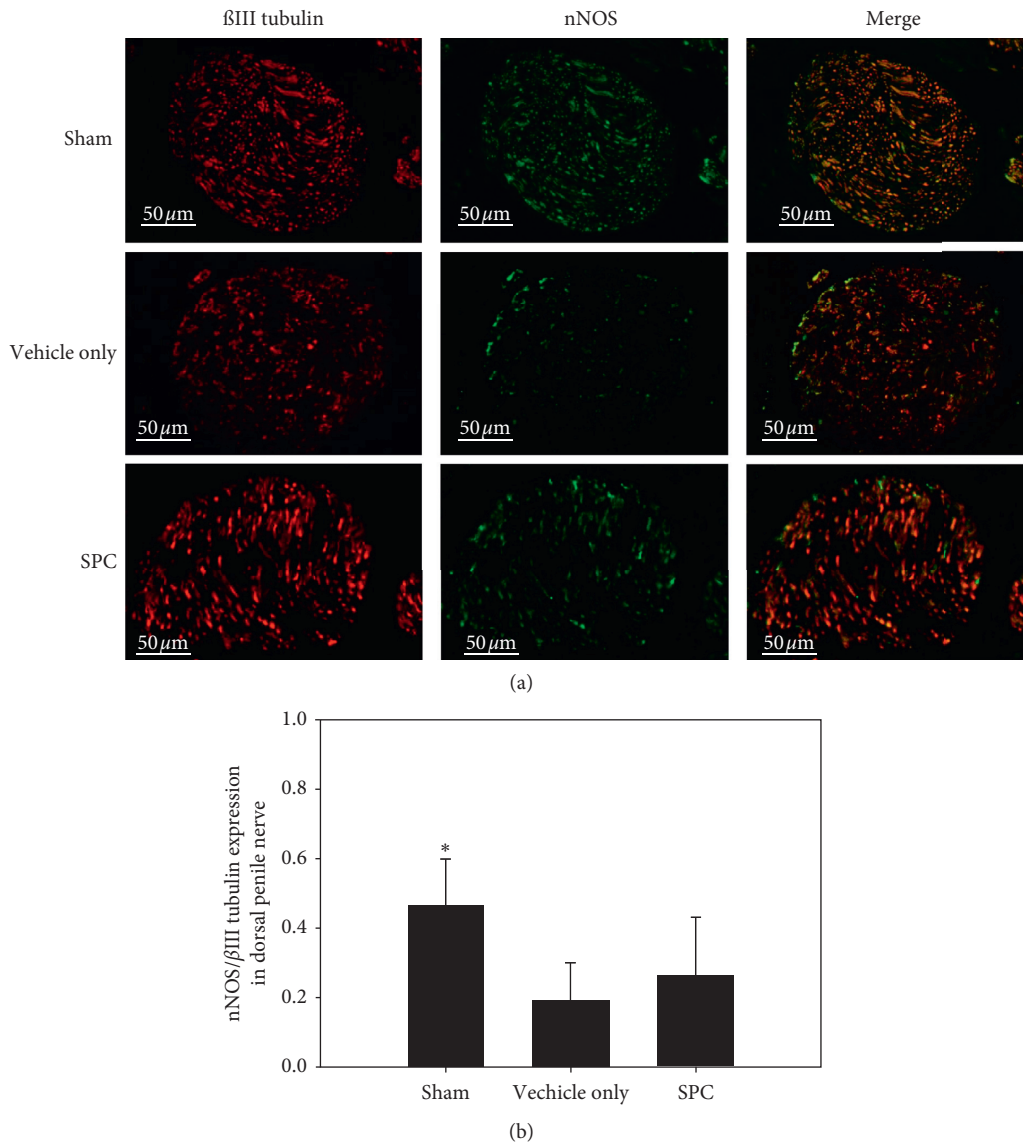 ßIII tubulin nNOS Merge
Sham
50 µm 50 µm 50 µm
Vehicle only
50 µm 50 µm 50 µm
SPC
50 µm 50 µm 50 µm
(a)
nNOS/βIII tubulin expression
in dorsal penile nerve
1.0
0.8
0.6
0.4
0.2
0.0
*
Sham Vechicle only SPC
(b)